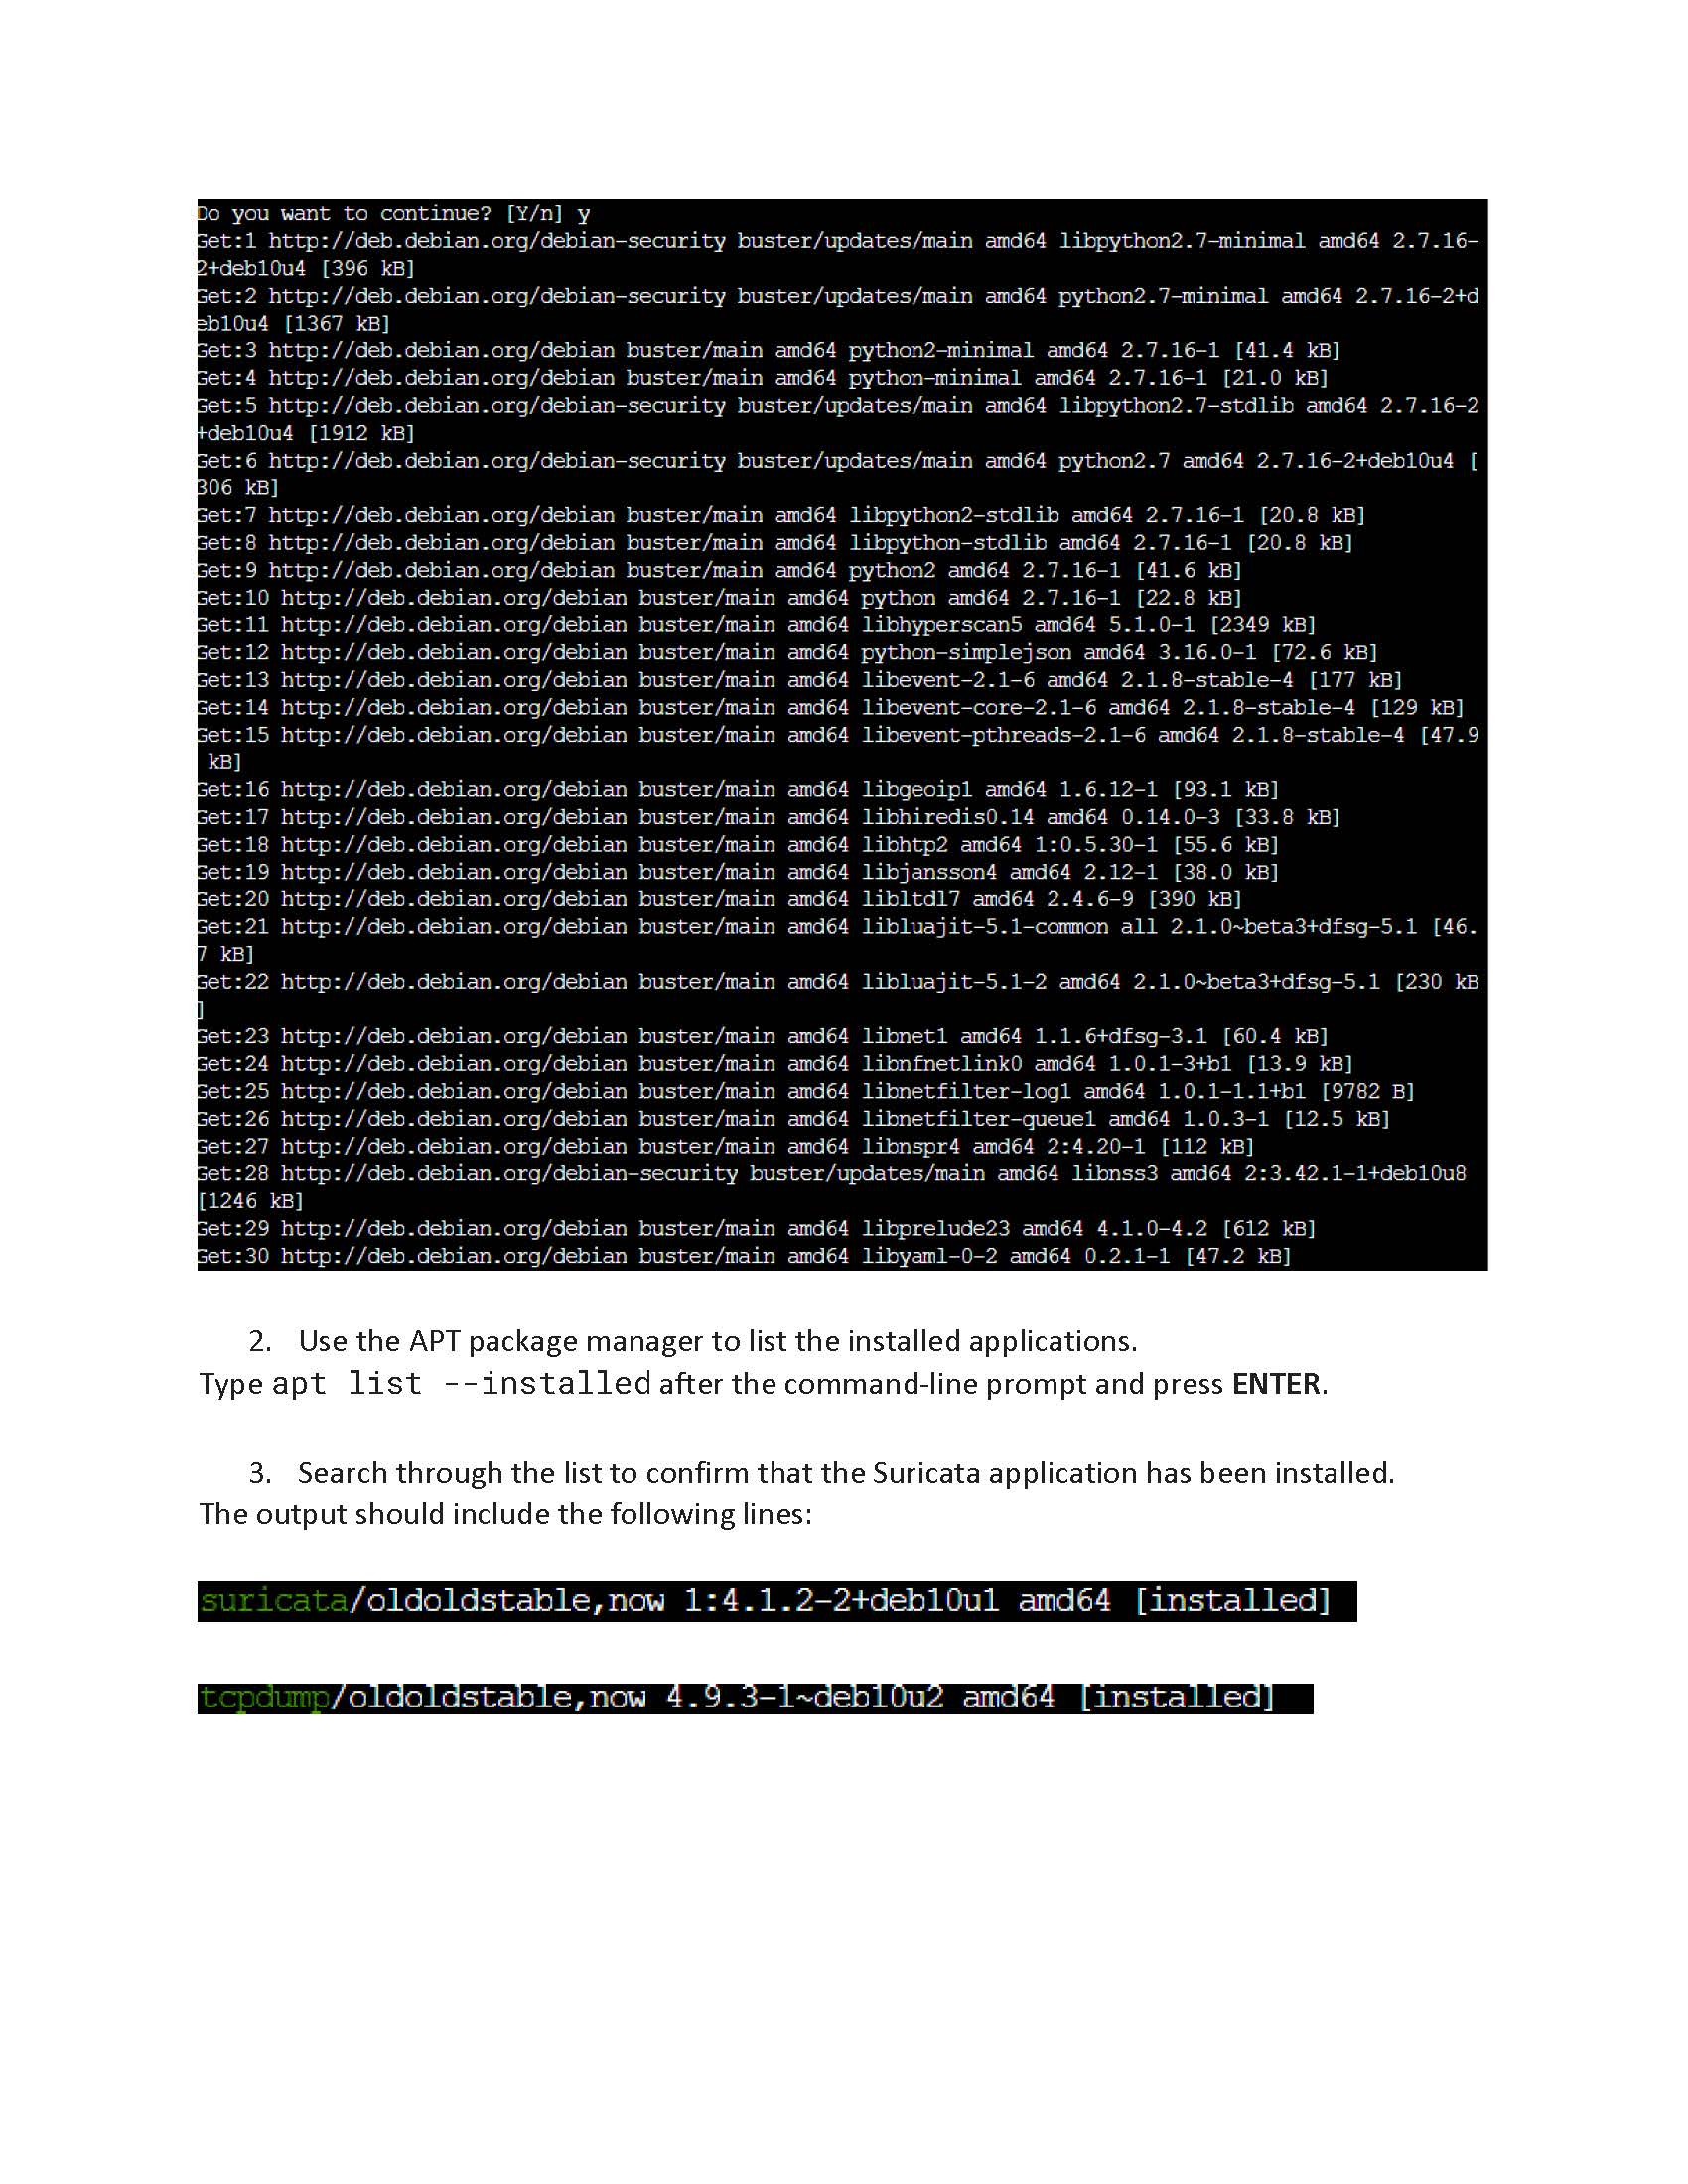 Do you want to continue? [Y/n] y
Get:1 http://deb.debian.org/debian-security buster/updates/main amd64 libpython2.7-minimal amd64 2.7.16-
2+deb10u4 [396 kB]
Get:2 http://deb.debian.org/debian-security buster/updates/main amd64 python2.7-minimal amd64 2.7.16-2+d
eb10u4 [1367 kB]
Get:3 http://deb.debian.org/debian buster/main amd64 python2-minimal amd64 2.7.16-1 [41.4 kB]
Get:4 http://deb.debian.org/debian buster/main amd64 python-minimal amd64 2.7.16-1 [21.0 kB]
Get:5 http://deb.debian.org/debian-security buster/updates/main amd64 libpython2.7-stdlib amd64 2.7.16-2
+deb10u4 [1912 kB]
Get:6 http://deb.debian.org/debian-security buster/updates/main amd64 python2.7 amd64 2.7.16-2+deb10u4 [
306 kB]
Get:7 http://deb.debian.org/debian buster/main amd64 libpython2-stdlib amd64 2.7.16-1 [20.8 kB]
Get:8 http://deb.debian.org/debian buster/main amd64 libpython-stdlib amd64 2.7.16-1 [20.8 kB]
Get:9 http://deb.debian.org/debian buster/main amd64 python2 amd64 2.7.16-1 [41.6 kB]
Get:10 http://deb.debian.org/debian buster/main amd64 python amd64 2.7.16-1 [22.8 kB]
Get:11 http://deb.debian.org/debian buster/main amd64 libhyperscan5 amd64 5.1.0-1 [2349 kB]
Get:12 http://deb.debian.org/debian buster/main amd64 python-simplejson amd64 3.16.0-1 [72.6 kB]
Get:13 http://deb.debian.org/debian buster/main amd64 libevent-2.1-6 amd64 2.1.8-stable-4 [177 kB]
Get:14 http://deb.debian.org/debian buster/main amd64 libevent-core-2.1-6 amd64 2.1.8-stable-4 [129 kB]
Get:15 http://deb.debian.org/debian buster/main amd64 libevent-pthreads-2.1-6 amd64 2.1.8-stable-4 [47.9
kB]
Get:16 http://deb.debian.org/debian buster/main amd64 libgeoip1 amd64 1.6.12-1 [93.1 kB]
Get:17 http://deb.debian.org/debian buster/main amd64 libhiredis0.14 amd64 0.14.0-3 [33.8 kB]
Get:18 http://deb.debian.org/debian buster/main amd64 libhtp2 amd64 1:0.5.30-1 [55.6 kB]
Get:19 http://deb.debian.org/debian buster/main amd64 libjansson4 amd64 2.12-1 [38.0 kB]
Get:20 http://deb.debian.org/debian buster/main amd64 libltdl7 amd64 2.4.6-9 [390 kB]
Get:21 http://deb.debian.org/debian buster/main amd64 libluajit-5.1-common all 2.1.0~beta3+dfsg-5.1 [46.
7 kB]
Get:22 http://deb.debian.org/debian buster/main amd64 libluajit-5.1-2 amd64 2.1.0~beta3+dfsg-5.1 [230 kB
]
Get:23 http://deb.debian.org/debian buster/main amd64 libnet1 amd64 1.1.6+dfsg-3.1 [60.4 kB]
Get:24 http://deb.debian.org/debian buster/main amd64 libnfnetlink0 amd64 1.0.1-3+b1 [13.9 kB]
Get:25 http://deb.debian.org/debian buster/main amd64 libnetfilter-log1 amd64 1.0.1-1.1+b1 [9782 B]
Get:26 http://deb.debian.org/debian buster/main amd64 libnetfilter-queue1 amd64 1.0.3-1 [12.5 kB]
Get:27 http://deb.debian.org/debian buster/main amd64 libnspr4 amd64 2:4.20-1 [112 kB]
Get:28 http://deb.debian.org/debian-security buster/updates/main amd64 libnss3 amd64 2:3.42.1-1+deb10u8
[1246 kB]
Get:29 http://deb.debian.org/debian buster/main amd64 libprelude23 amd64 4.1.0-4.2 [612 kB]
Get:30 http://deb.debian.org/debian buster/main amd64 libyaml-0-2 amd64 0.2.1-1 [47.2 kB]
2. Use the APT package manager to list the installed applications.
Type apt list --installed after the command-line prompt and press ENTER.
3. Search through the list to confirm that the Suricata application has been installed.
The output should include the following lines:
suricata/oldoldstable,now 1:4.1.2-2+deb10u1 amd64 [installed]
tcpdump/oldoldstable,now 4.9.3-1~deb10u2 amd64 [installed]